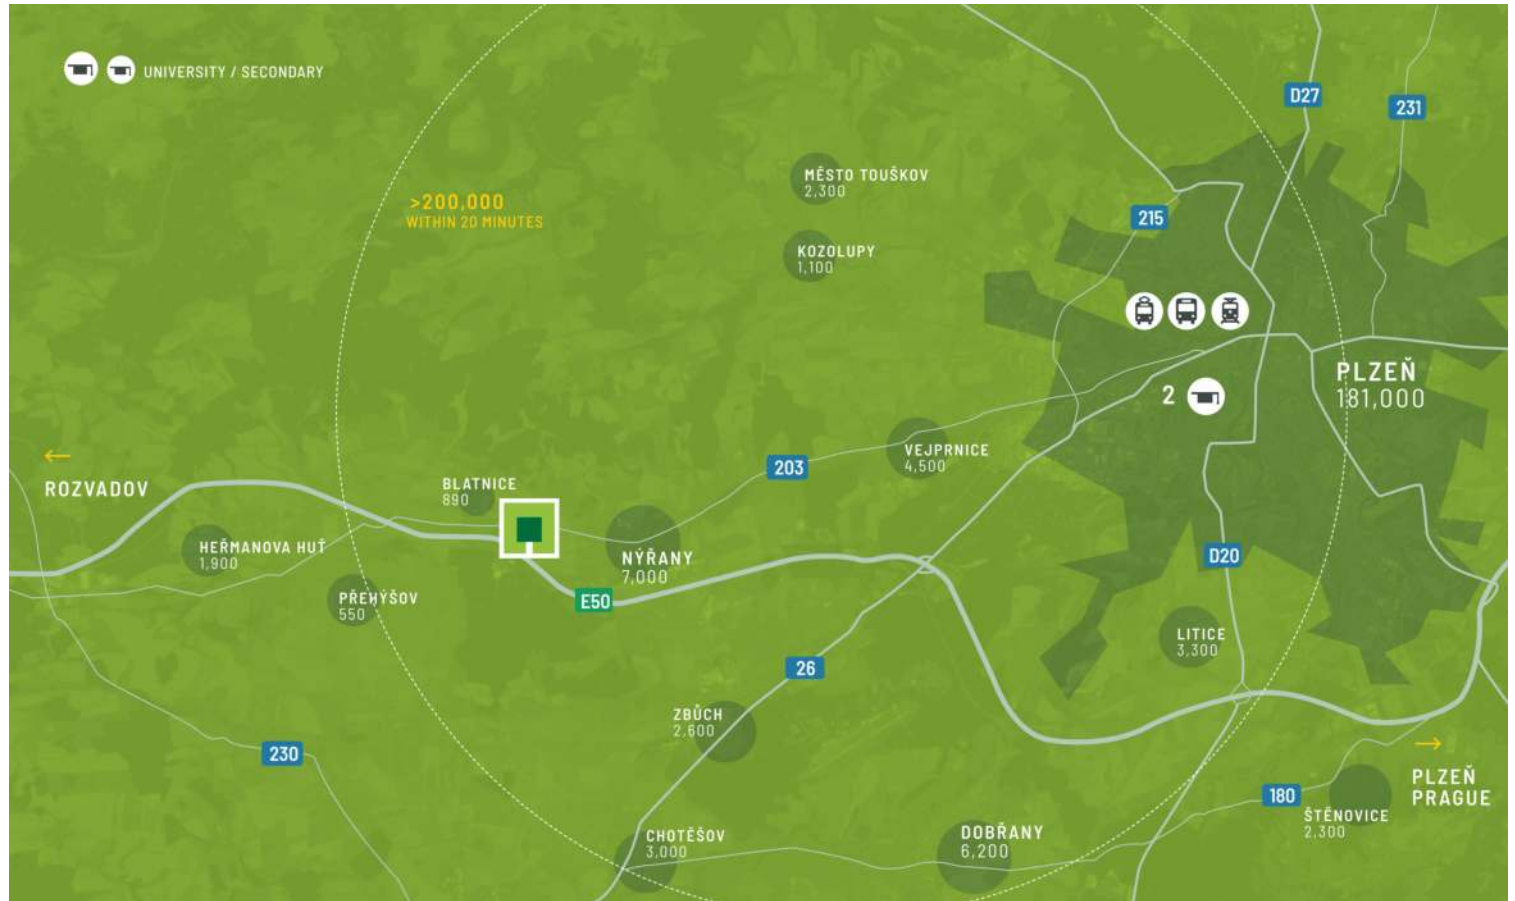 UNIVERSITY / SECONDARY
D27
231
>200,000
WITHIN 20 MINUTES
MĚSTO TOUŠKOV
2,300
215
KOZOLUPY
1,100
PLZEŇ
181,000
2
VEJPRNICE
4,500
203
ROZVADOV
BLATNICE
890
HEŘMANOVA HUŤ
1,900
NÝŘANY
7,000
D20
PŘEHÝŠOV
550
E50
LITICE
3,300
26
ZBŮCH
2,600
230
PLZEŇ
PRAGUE
180
ŠTĚNOVICE
2,300
CHOTĚŠOV
3,000
DOBŘANY
6,200